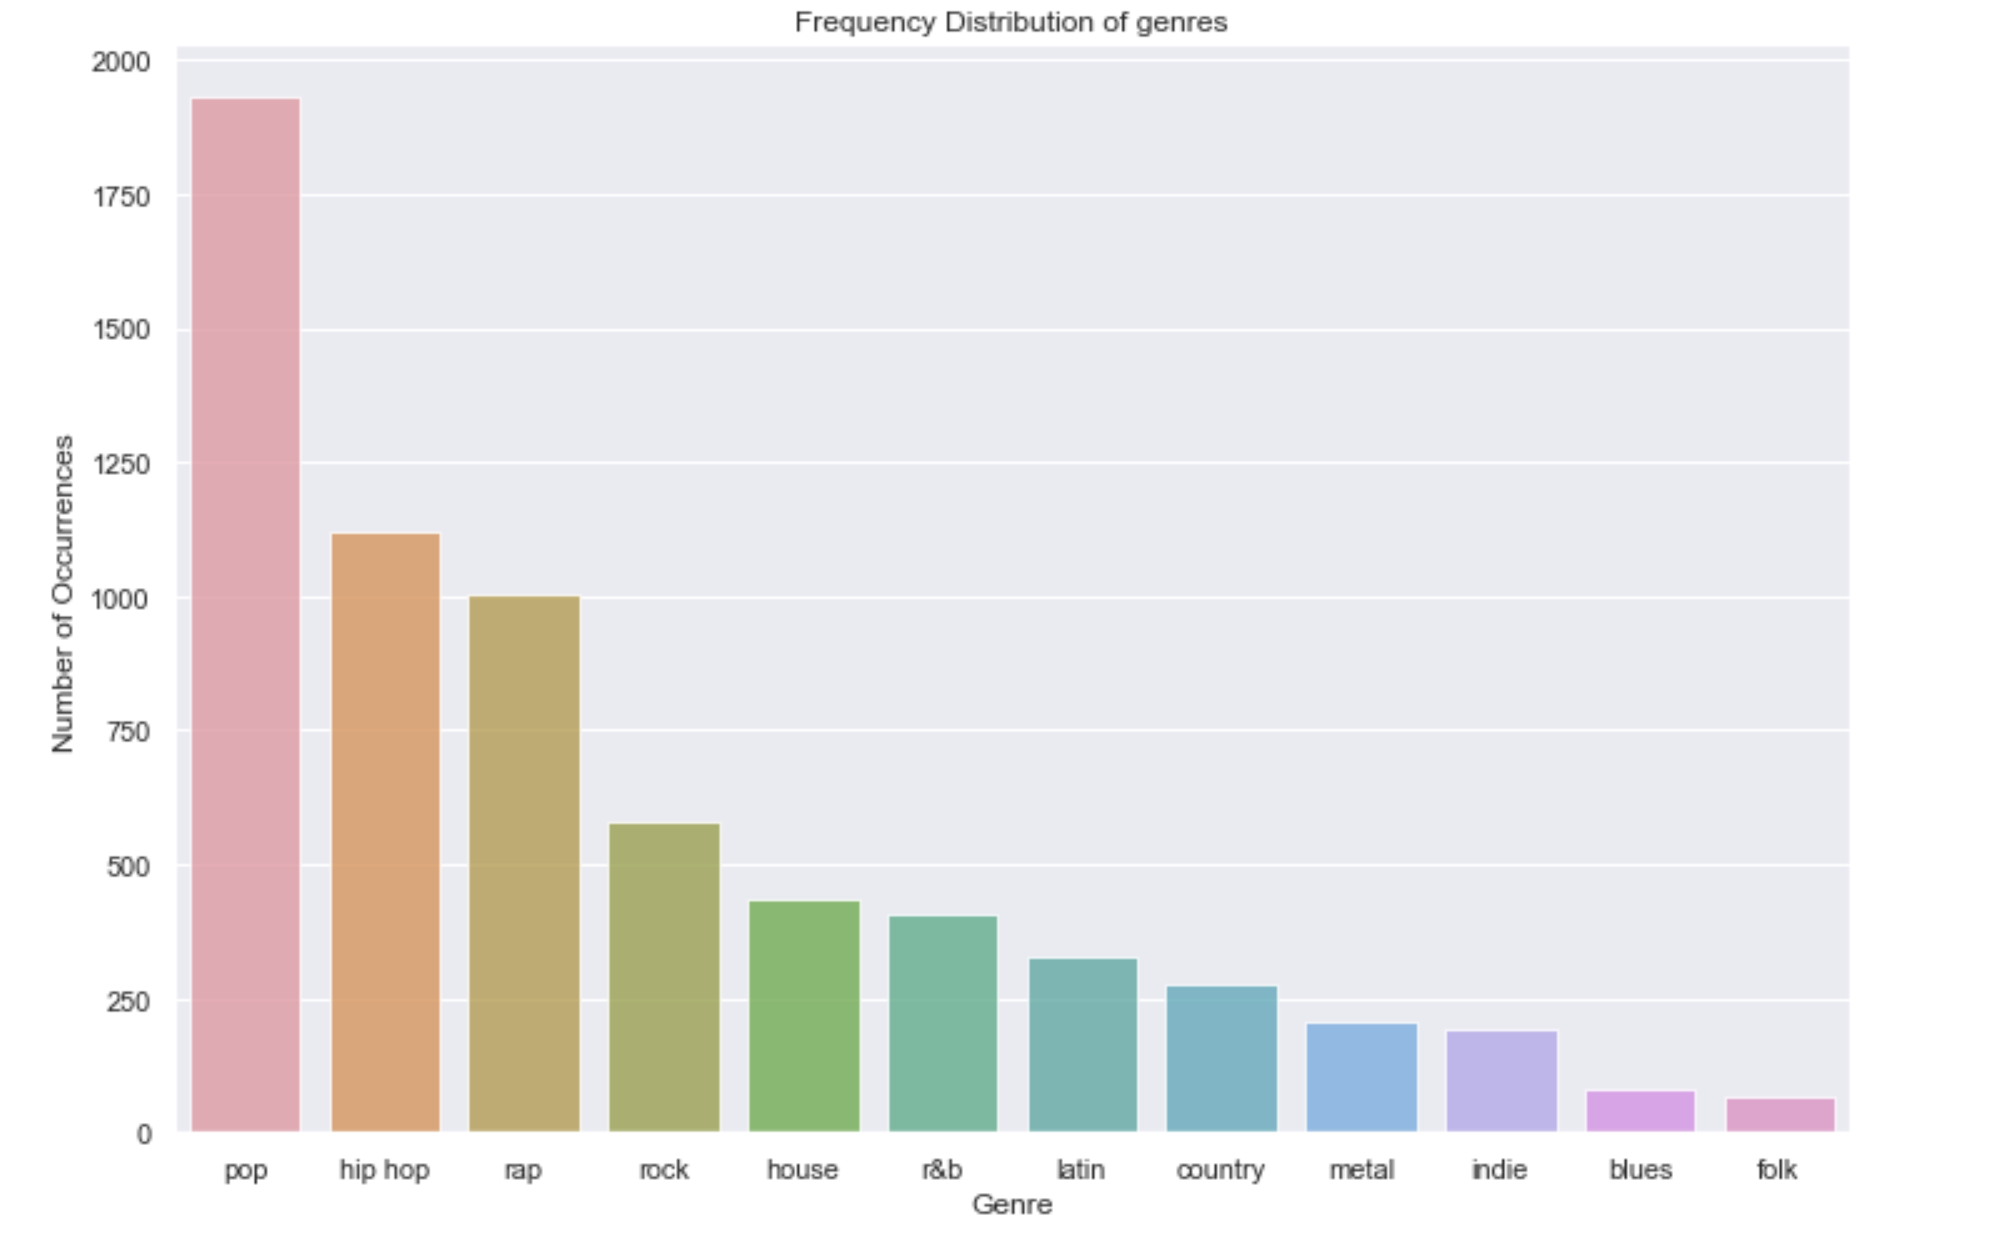 Frequency Distribution of genres
2000
1750
1500
1250
1000
750
500
250
0
Number of Occurrences
pop hip hop rap rock house r&b latin country metal indie blues folk
Genre